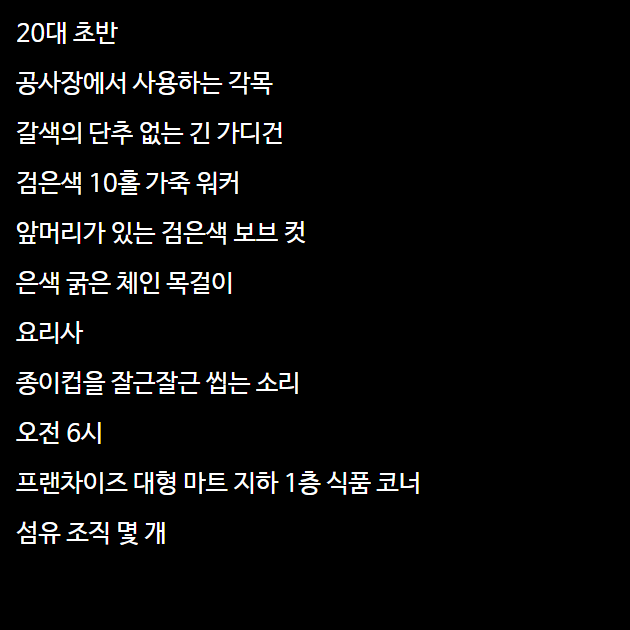 20대 초반
공사장에서 사용하는 각목
갈색의 단추 없는 긴 가디건
검은색 10홀 가죽 워커
앞머리가 있는 검은색 보브 컷
은색 굵은 체인 목걸이
요리사
종이컵을 잘근잘근 씹는 소리
오전 6시
프랜차이즈 대형 마트 지하 1층 식품 코너
섬유 조직 몇 개